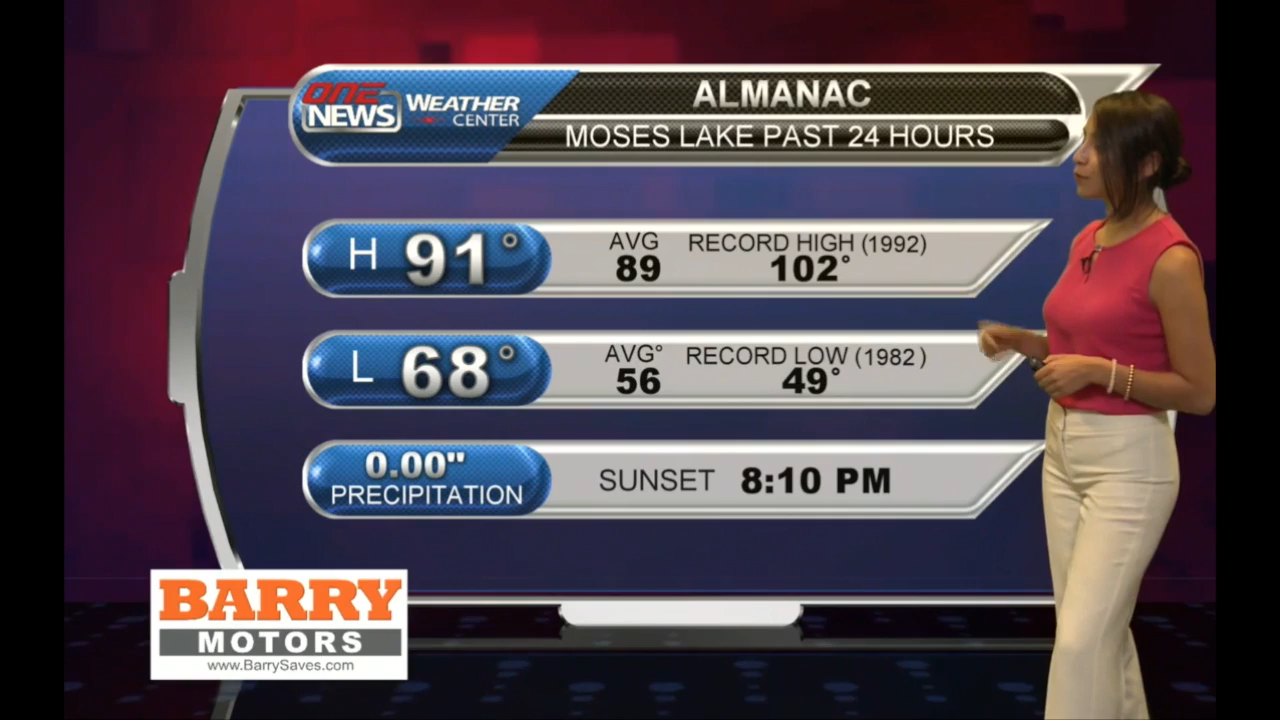 ONE
NEWS
WEATHER
CENTER
ALMANAC
MOSES LAKE PAST 24 HOURS
H 91°
AVG
89
RECORD HIGH (1992)
102°
L 68°
AVG°
56
RECORD LOW (1982)
49°
0.00"
PRECIPITATION
SUNSET 8:10 PM
BARRY
MOTORS
www.BarrySaves.com